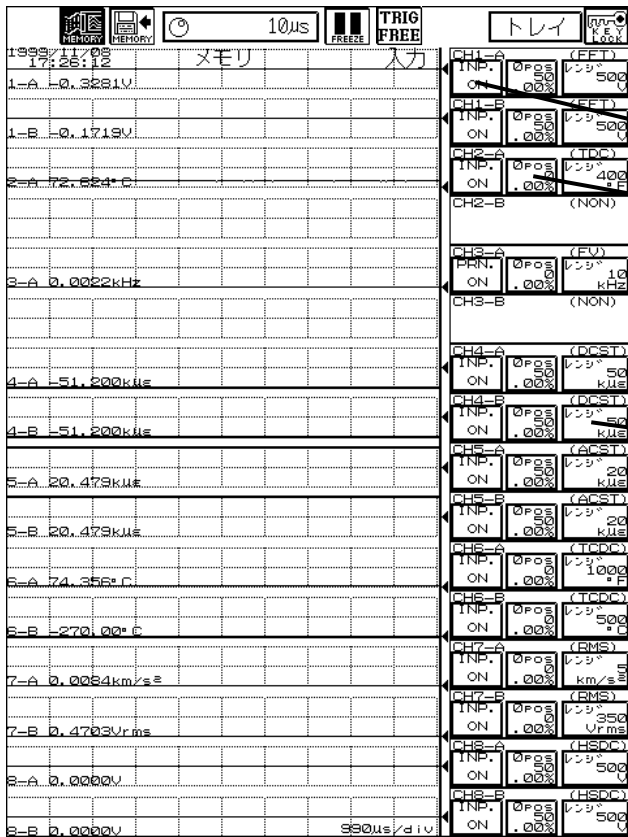 MEMORY MEMORY 10μs FREEZE TRIG FREE トレイ KEY LOCK
1999/11/08 メモリ 入力
17:26:12
1-A -0.3281V
1-B -0.1719V
2-A 72.624°C
3-A 0.0022kHz
4-A -51.200kμε
4-B -51.200kμε
5-A 20.479kμε
5-B 20.479kμε
6-A 74.356°C
6-B -270.00°C
7-A 0.0084km/s²
7-B 0.4703Vrms
8-A 0.0000V
8-B 0.0000V
990μs/div
CH1-A (FFT)
INP. 0Pos レンジ
ON 50.00% 500 V
CH1-B (FFT)
INP. 0Pos レンジ
ON 50.00% 500 V
CH2-A (TDC)
INP. 0Pos レンジ
ON 0.00% 400 °F
CH2-B (NON)
CH3-A (FV)
PRN. 0Pos レンジ
ON 0.00% 10 kHz
CH3-B (NON)
CH4-A (DCST)
INP. 0Pos レンジ
ON 50.00% 50 kμε
CH4-B (DCST)
INP. 0Pos レンジ
ON 50.00% 50 kμε
CH5-A (ACST)
INP. 0Pos レンジ
ON 50.00% 20 kμε
CH5-B (ACST)
INP. 0Pos レンジ
ON 50.00% 20 kμε
CH6-A (TCDC)
INP. 0Pos レンジ
ON 0.00% 1000 °F
CH6-B (TCDC)
INP. 0Pos レンジ
ON 0.00% 500 °C
CH7-A (RMS)
INP. 0Pos レンジ
ON 0.00% 5 km/s²
CH7-B (RMS)
INP. 0Pos レンジ
ON 0.00% 350 Vrms
CH8-A (HSDC)
INP. 0Pos レンジ
ON 50.00% 500 V
CH8-B (HSDC)
INP. 0Pos レンジ
ON 50.00% 500 V